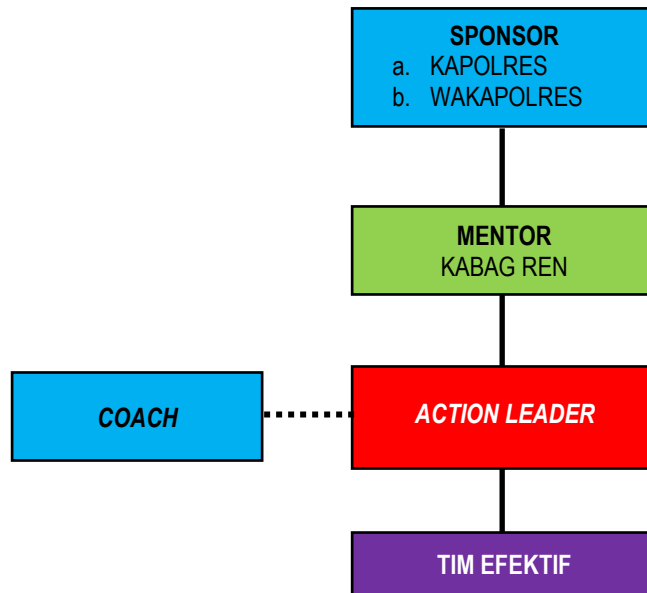 SPONSOR
a. KAPOLRES
b. WAKAPOLRES
MENTOR
KABAG REN
COACH
ACTION LEADER
TIM EFEKTIF